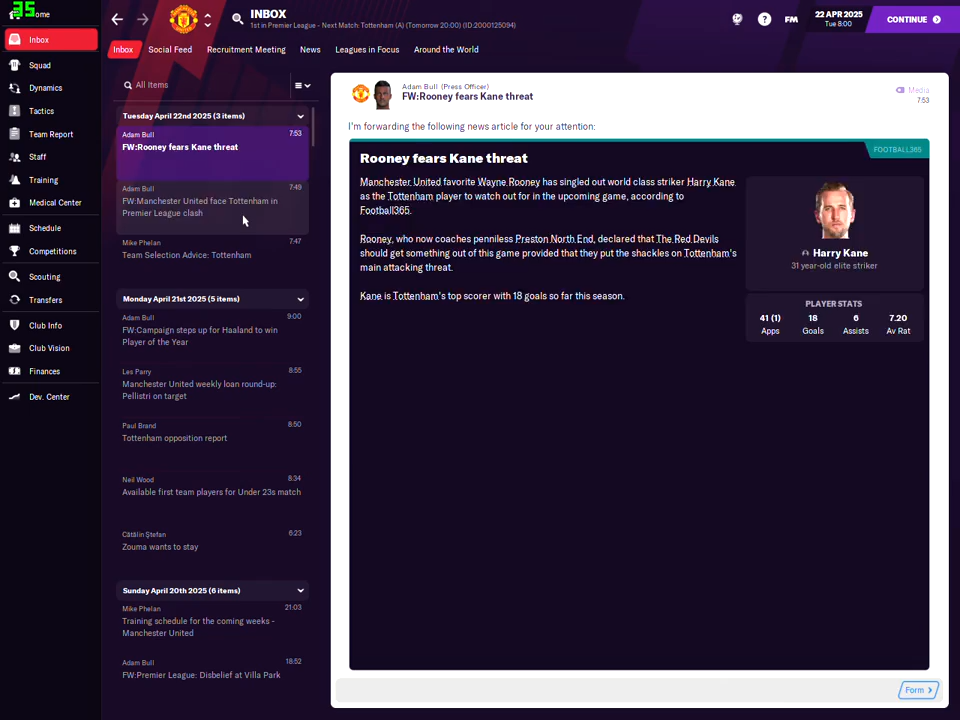 35ome
INBOX
1st in Premier League - Next Match: Tottenham (A) (Tomorrow 20:00) (ID:2000125094)
FM
22 APR 2025
Tue 8:00
CONTINUE
Inbox
Squad
Dynamics
Tactics
Team Report
Staff
Training
Medical Center
Schedule
Competitions
Scouting
Transfers
Club Info
Club Vision
Finances
Dev. Center
Inbox Social Feed Recruitment Meeting News Leagues in Focus Around the World
All Items
Tuesday April 22nd 2025 (3 items)
Adam Bull 7:53
FW:Rooney fears Kane threat
Adam Bull 7:49
FW:Manchester United face Tottenham in
Premier League clash
Mike Phelan 7:47
Team Selection Advice: Tottenham
Monday April 21st 2025 (5 items)
Adam Bull 9:00
FW:Campaign steps up for Haaland to win
Player of the Year
Les Parry 8:55
Manchester United weekly loan round-up:
Pellistri on target
Paul Brand 8:50
Tottenham opposition report
Neil Wood 8:34
Available first team players for Under 23s match
Cătălin Ștefan 6:23
Zouma wants to stay
Sunday April 20th 2025 (6 items)
Mike Phelan 21:03
Training schedule for the coming weeks -
Manchester United
Adam Bull 18:52
FW:Premier League: Disbelief at Villa Park
Adam Bull (Press Officer)
FW:Rooney fears Kane threat
Media
7:53
I'm forwarding the following news article for your attention:
FOOTBALL365
Rooney fears Kane threat
Manchester United favorite Wayne Rooney has singled out world class striker Harry Kane
as the Tottenham player to watch out for in the upcoming game, according to
Football365.
Rooney, who now coaches penniless Preston North End, declared that The Red Devils
should get something out of this game provided that they put the shackles on Tottenham's
main attacking threat.
Kane is Tottenham's top scorer with 18 goals so far this season.
Harry Kane
31 year-old elite striker
PLAYER STATS
41 (1) 18 6 7.20
Apps Goals Assists Av Rat
Form